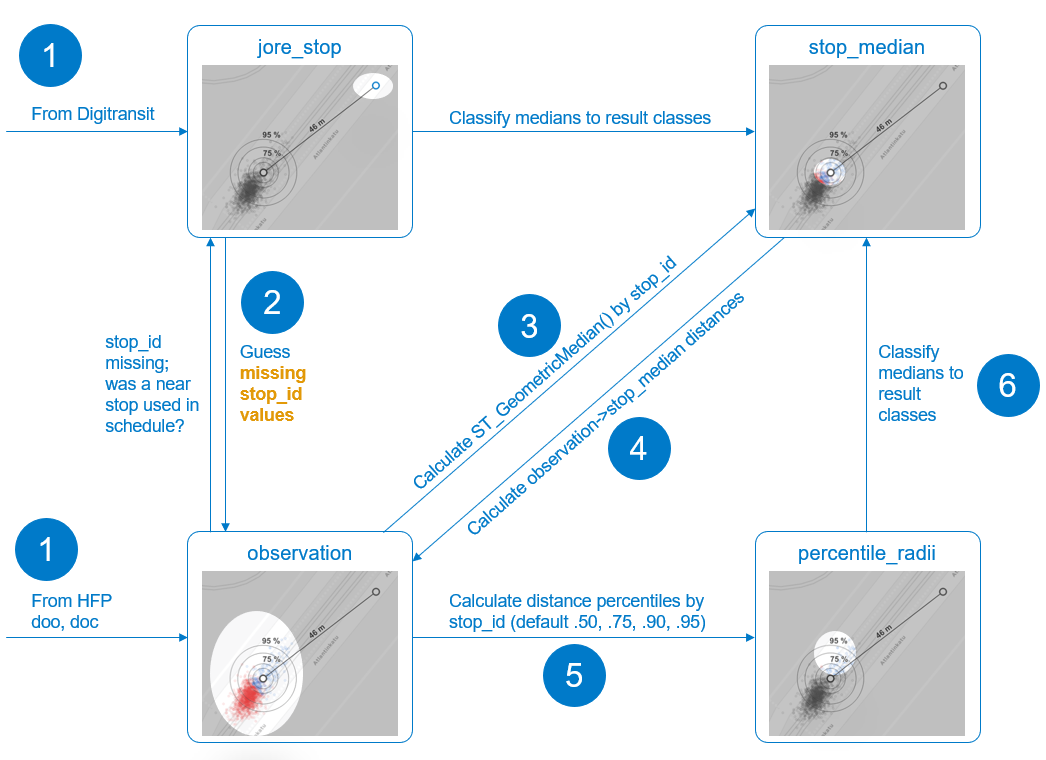 1
From Digitransit
jore_stop
95 %
75 %
46 m
Classify medians to result classes
stop_median
95 %
75 %
46 m
stop_id
missing;
was a near
stop used in
schedule?
2
Guess
missing
stop_id
values
3
Calculate ST_GeometricMedian() by stop_id
Calculate observation->stop_median distances
4
Classify
medians to
result
classes
6
1
From HFP
doo, doc
observation
95 %
75 %
46 m
Calculate distance percentiles by
stop_id (default .50, .75, .90, .95)
5
percentile_radii
95 %
75 %
46 m